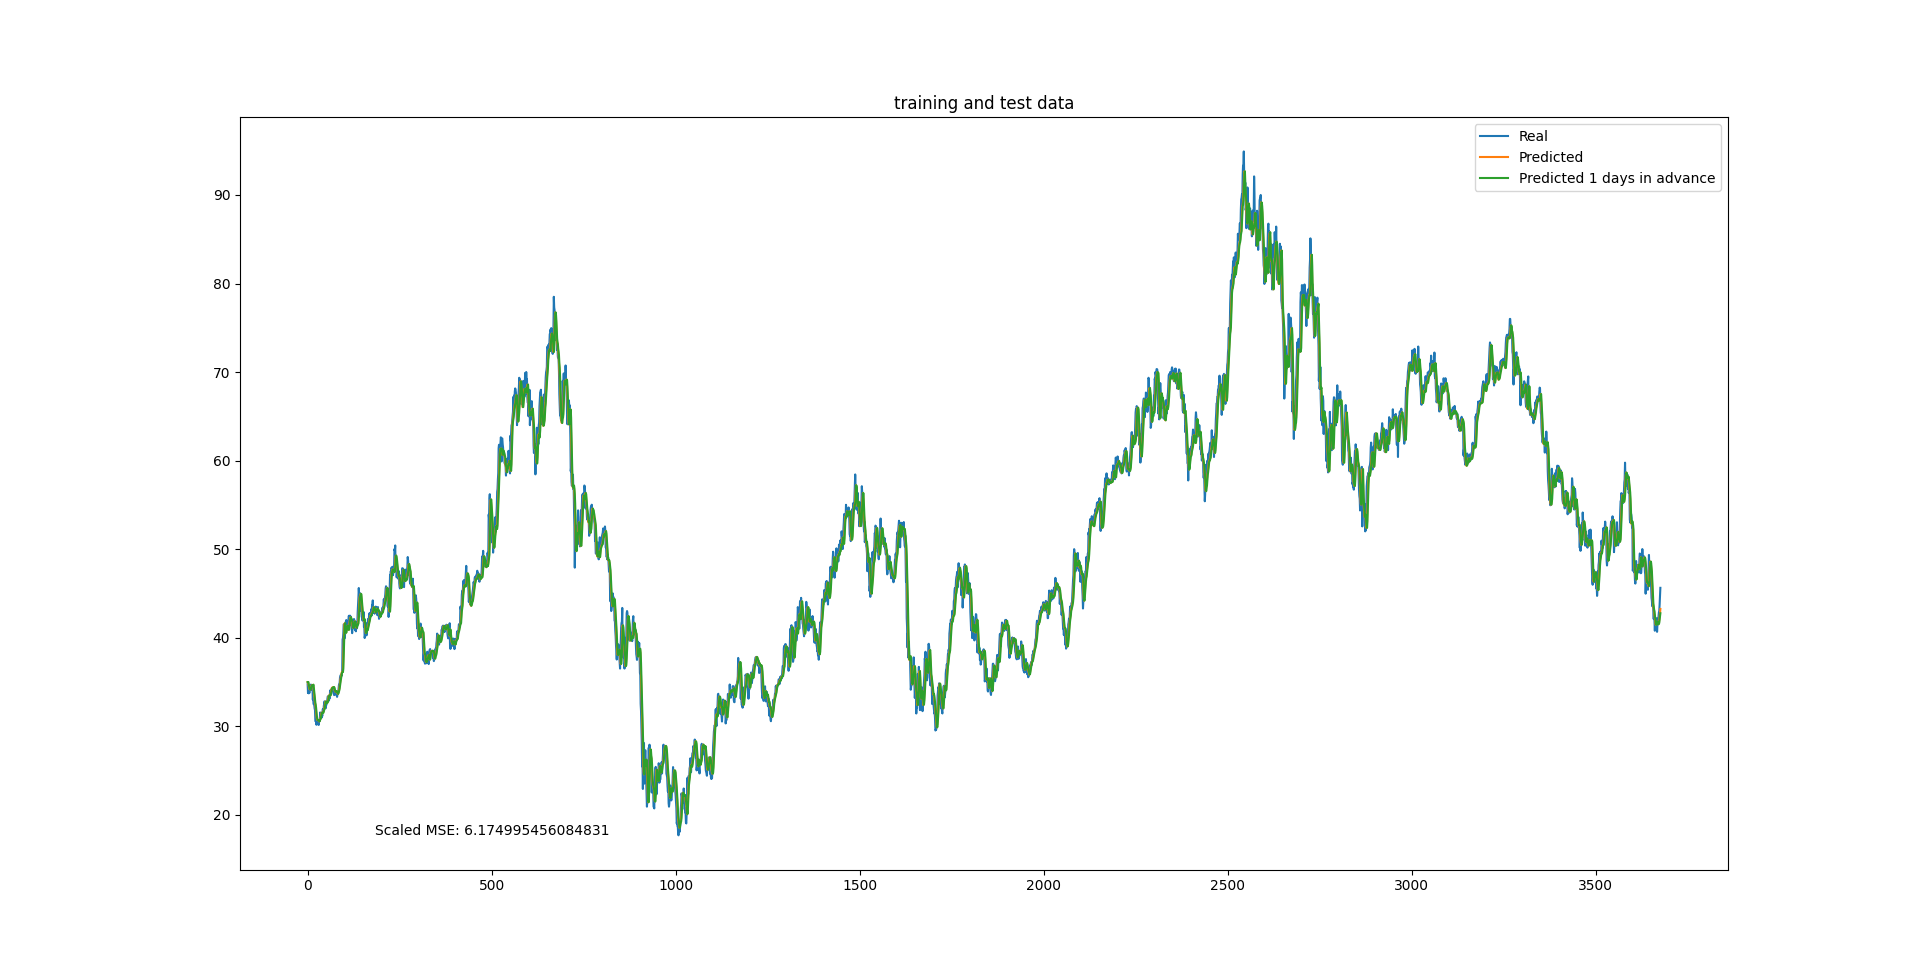 training and test data
Real
Predicted
Predicted 1 days in advance
90
80
70
60
50
40
30
20
Scaled MSE: 6.174995456084831
0 500 1000 1500 2000 2500 3000 3500